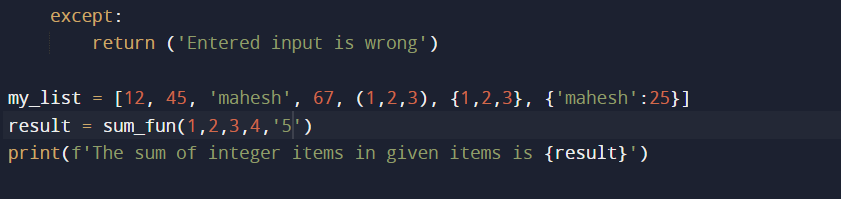 except:
return ('Entered input is wrong')
my_list = [12, 45, 'mahesh', 67, (1,2,3), {1,2,3}, {'mahesh':25}]
result = sum_fun(1,2,3,4,'5')
print(f'The sum of integer items in given items is {result}')